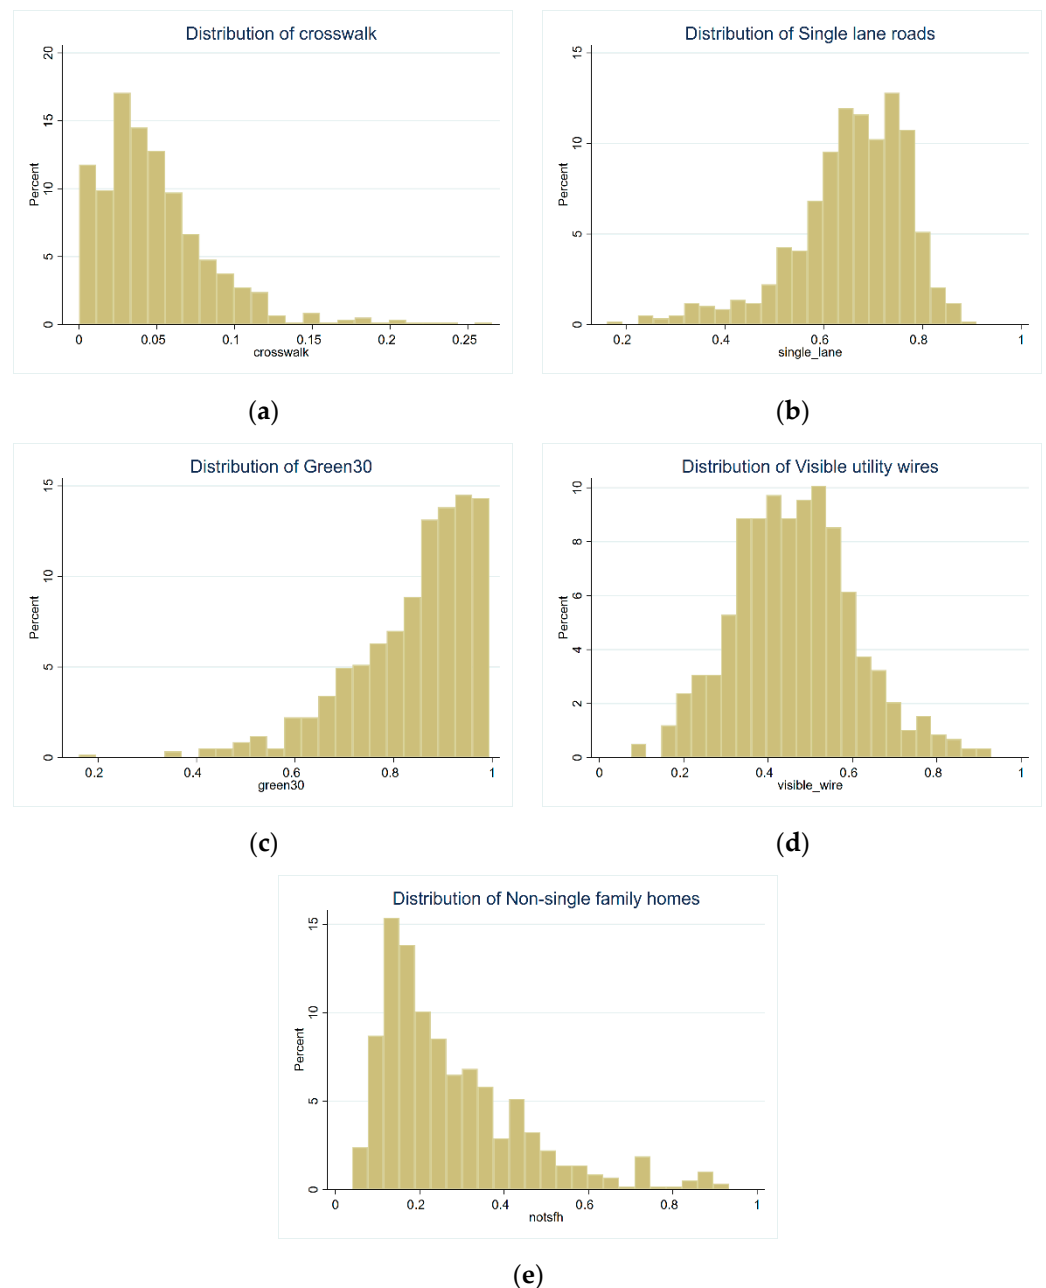 Distribution of crosswalk
Percent
20
15
10
5
0
0 0.05 0.1 0.15 0.2 0.25
crosswalk
(a)
Distribution of Single lane roads
Percent
15
10
5
0
0.2 0.4 0.6 0.8 1
single_lane
(b)
Distribution of Green30
Percent
15
10
5
0
0.2 0.4 0.6 0.8 1
green30
(c)
Distribution of Visible utility wires
Percent
10
8
6
4
2
0
0 0.2 0.4 0.6 0.8 1
visible_wire
(d)
Distribution of Non-single family homes
Percent
15
10
5
0
0 0.2 0.4 0.6 0.8 1
notsfh
(e)